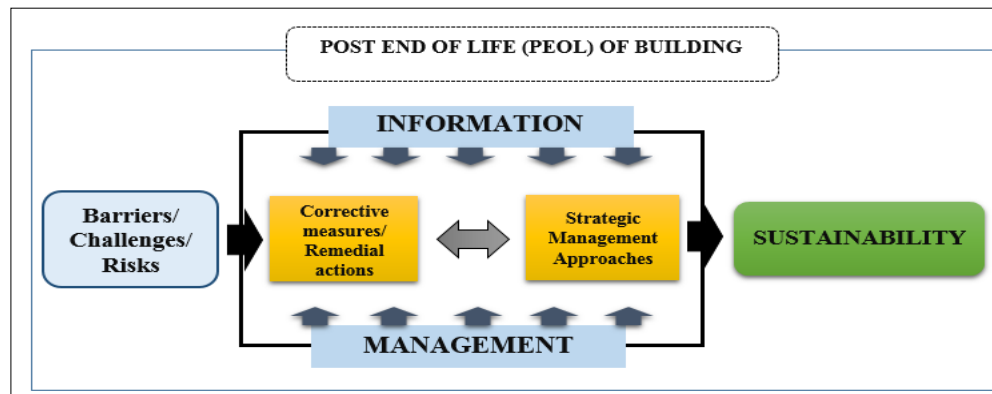 POST END OF LIFE (PEOL) OF BUILDING
INFORMATION
Barriers/
Challenges/
Risks
Corrective
measures/
Remedial
actions
Strategic
Management
Approaches
SUSTAINABILITY
MANAGEMENT